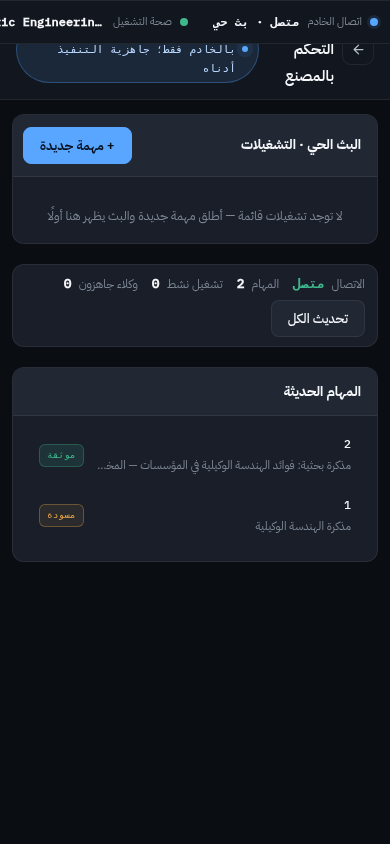 اتصال الخادم متصل · بث حي صحة التشغيل ic Engineerin…
التحكم
بالمصنع
بالخادم فقط؛ جاهزية التنفيذ
أدناه
البث الحي · التشغيلات
+ مهمة جديدة
لا توجد تشغيلات قائمة — أطلق مهمة جديدة والبث يظهر هنا أولًا
الاتصال متصل المهام 2 تشغيل نشط 0 وكلاء جاهزون 0
تحديث الكل
المهام الحديثة
2
مذكرة بحثية: فوائد الهندسة الوكيلية في المؤسسات — المخـ…
موثقة
1
مذكرة الهندسة الوكيلية
مسودة